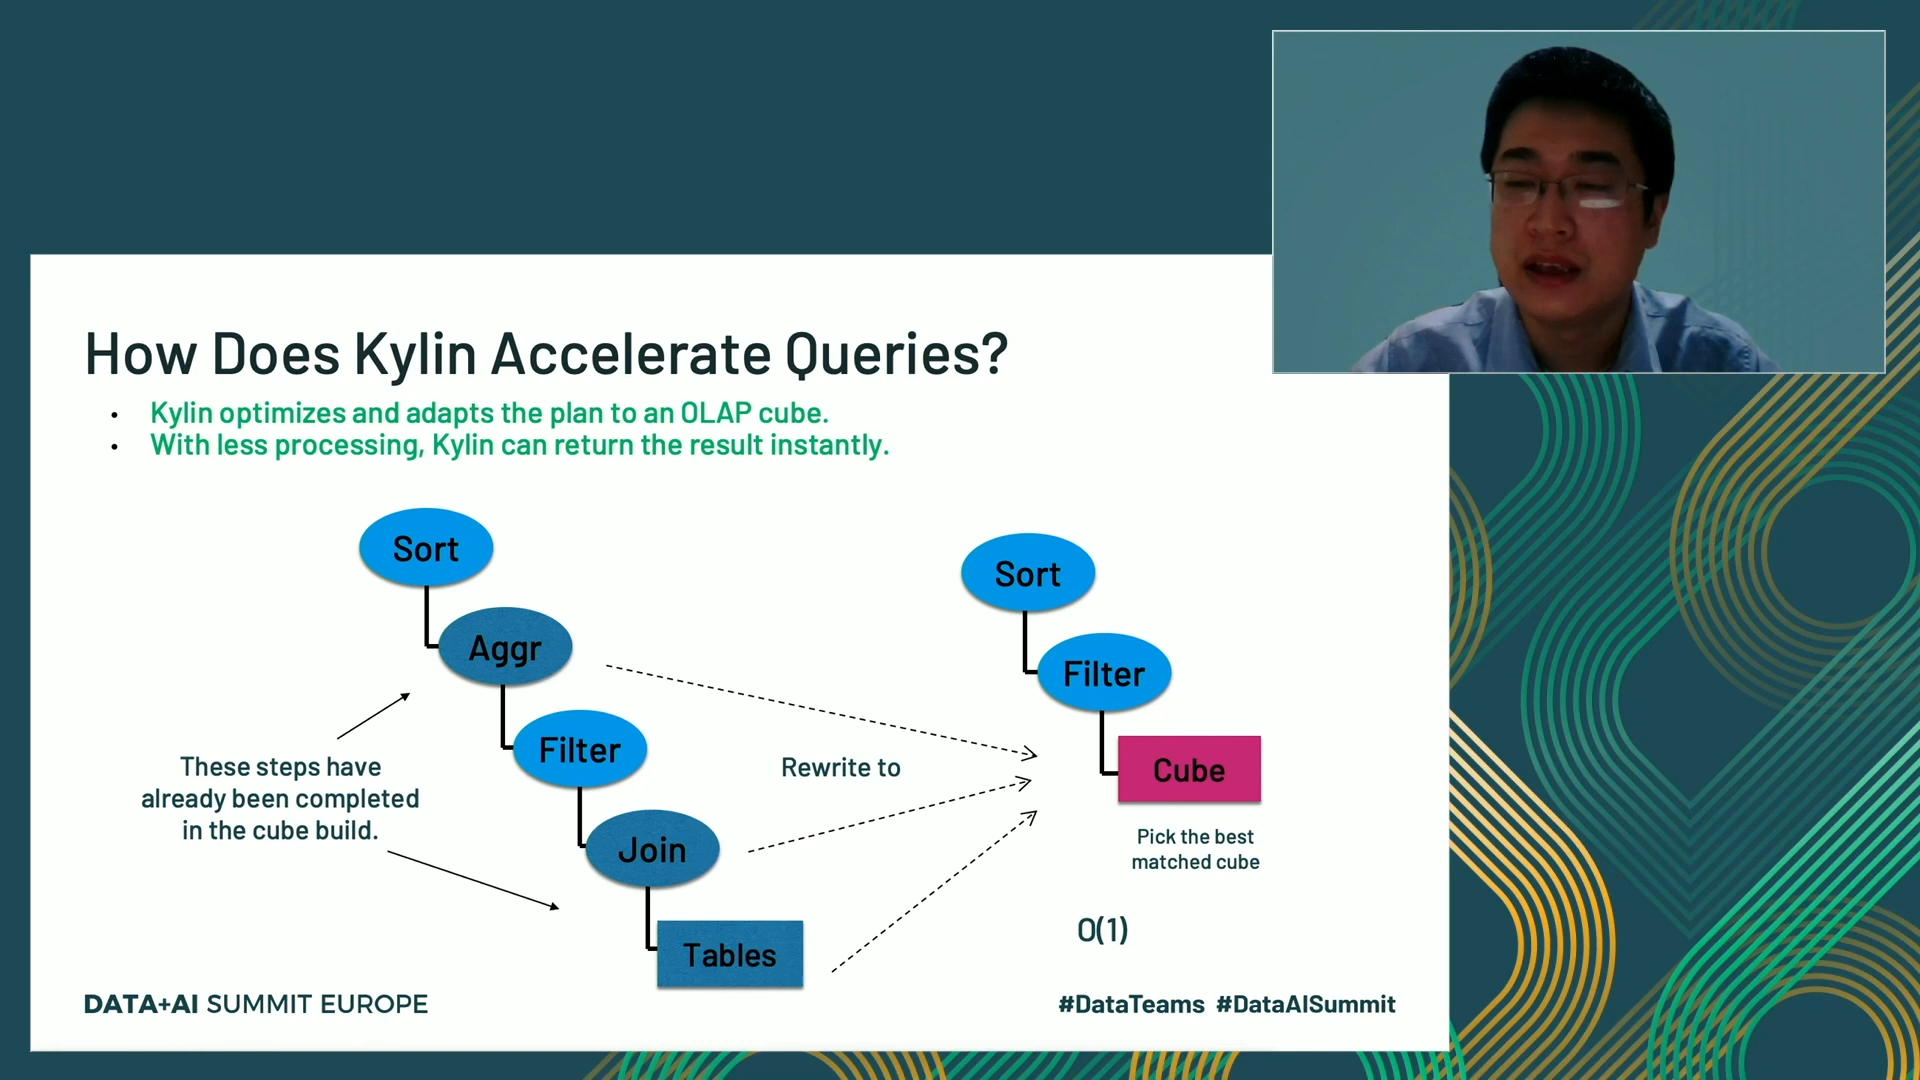 How Does Kylin Accelerate Queries?
• Kylin optimizes and adapts the plan to an OLAP cube.
• With less processing, Kylin can return the result instantly.
Sort
Aggr
Filter
Join
Tables
These steps have
already been completed
in the cube build.
Rewrite to
Sort
Filter
Cube
Pick the best
matched cube
O(1)
DATA+AI SUMMIT EUROPE
#DataTeams #DataAISummit